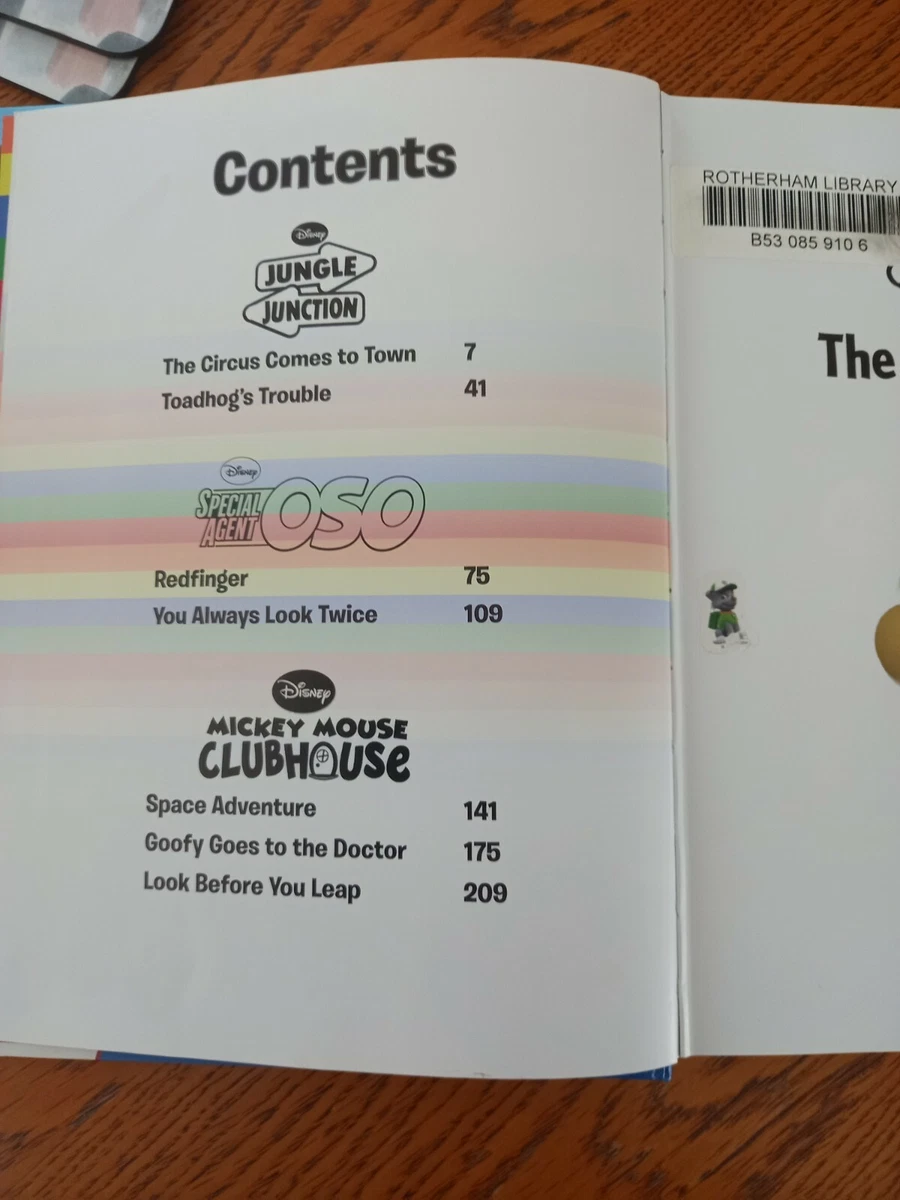 Contents
Disney
JUNGLE
JUNCTION
The Circus Comes to Town 7
Toadhog's Trouble 41
Disney
SPECIAL
AGENT
OSO
Redfinger 75
You Always Look Twice 109
Disney
MICKEY MOUSE
CLUBHOUSE
Space Adventure 141
Goofy Goes to the Doctor 175
Look Before You Leap 209
ROTHERHAM LIBRARY
B53 085 910 6
The